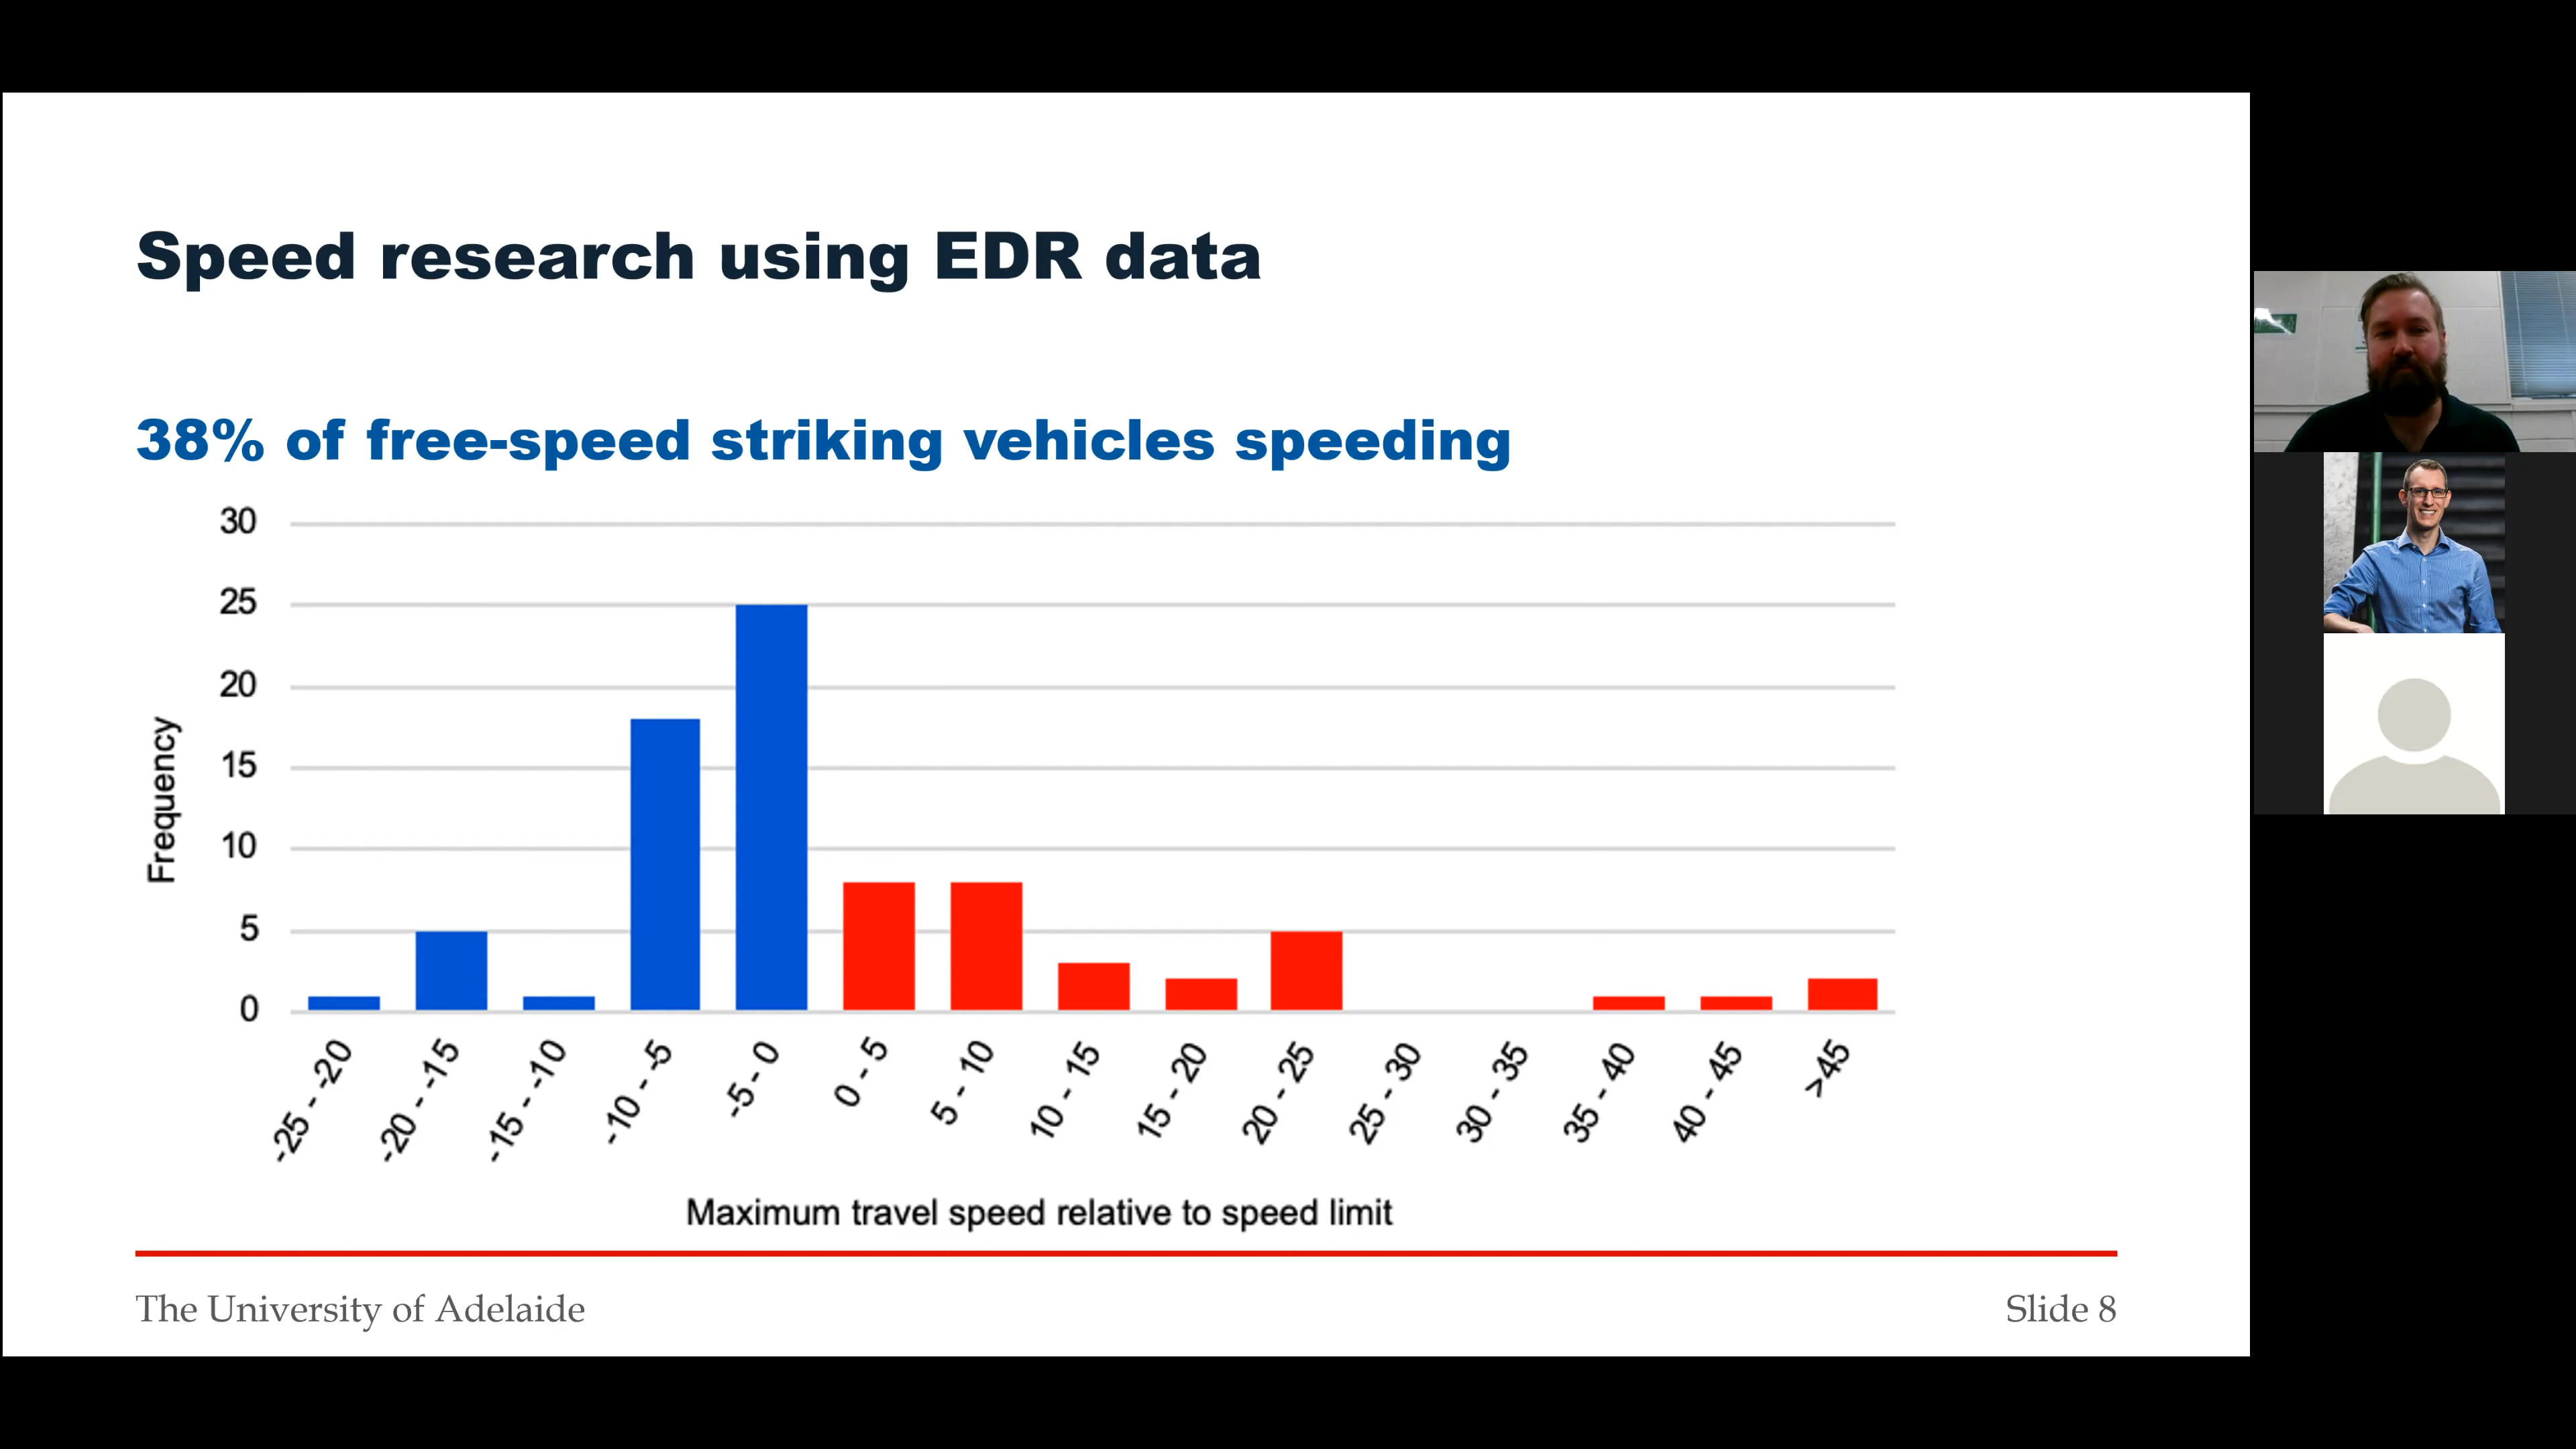 Speed research using EDR data
38% of free-speed striking vehicles speeding
30
25
20
15
10
5
0
Frequency
-25 - -20
-20 - -15
-15 - -10
-10 - -5
-5 - 0
0 - 5
5 - 10
10 - 15
15 - 20
20 - 25
25 - 30
30 - 35
35 - 40
40 - 45
>45
Maximum travel speed relative to speed limit
The University of Adelaide
Slide 8